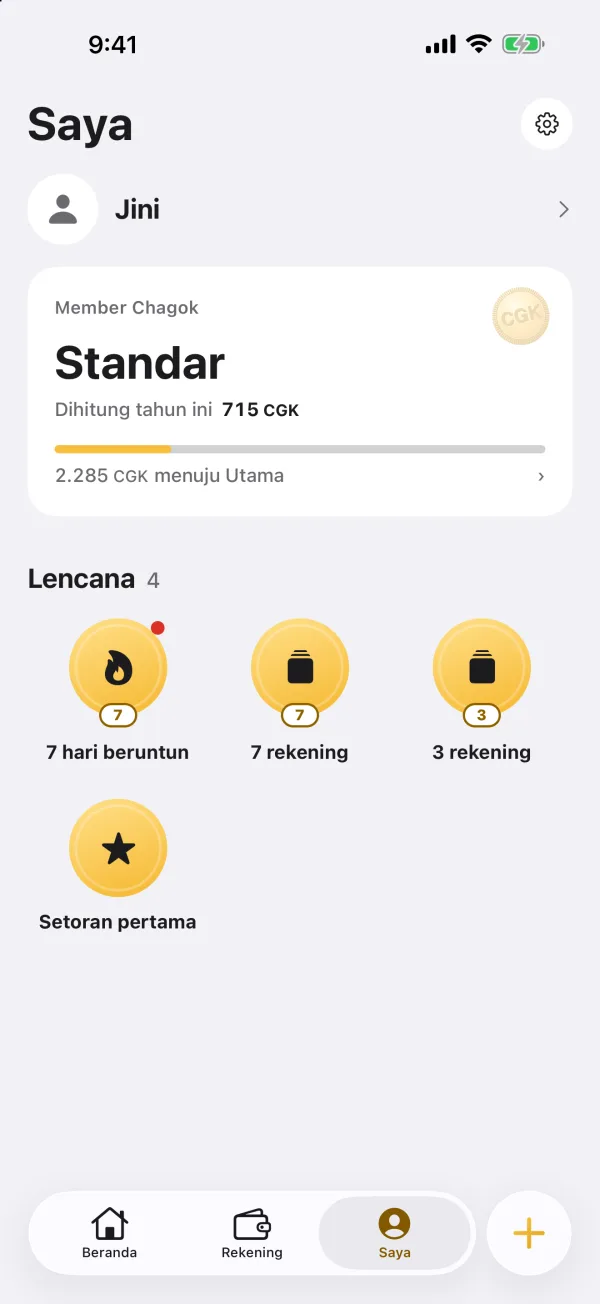 9:41
Saya
Jini
Member Chagok
CGK
Standar
Dihitung tahun ini 715 CGK
2.285 CGK menuju Utama
Lencana 4
7
7
3
7 hari beruntun
7 rekening
3 rekening
Setoran pertama
Beranda
Rekening
Saya